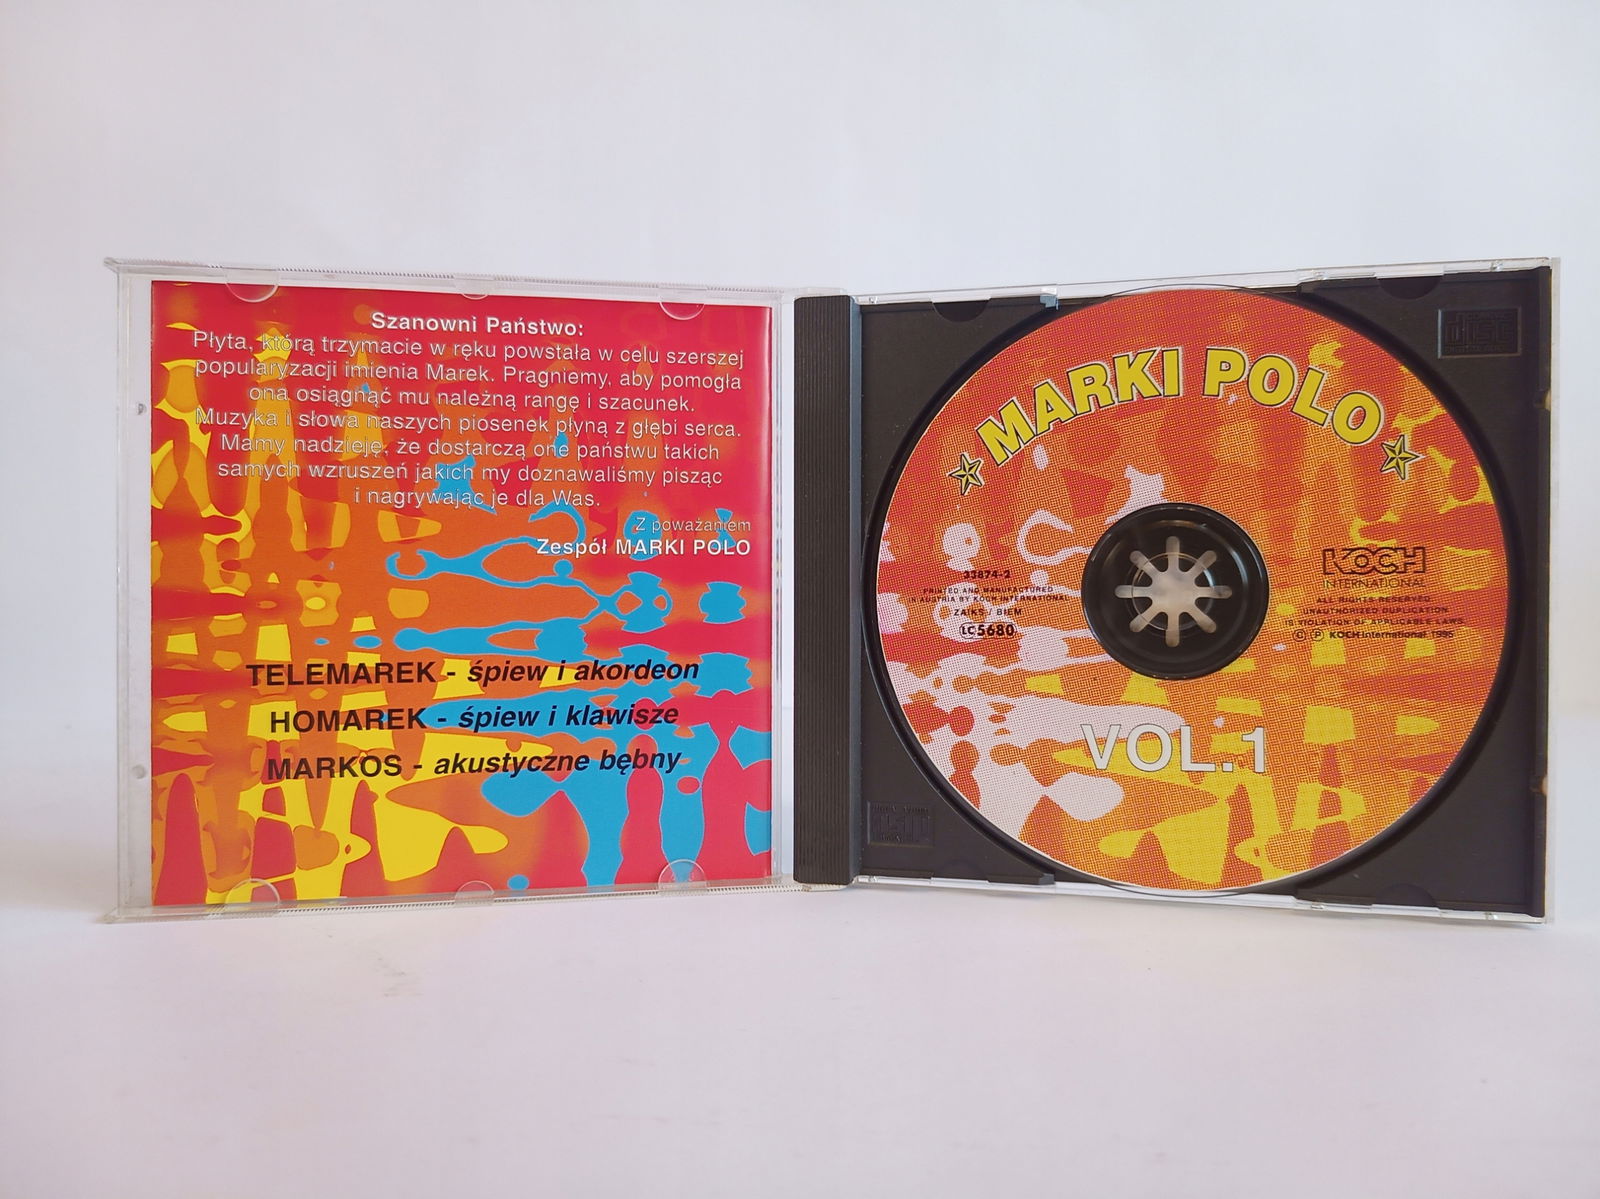 Szanowni Państwo:
Płyta, którą trzymacie w ręku powstała w celu szerszej
popularyzacji imienia Marek. Pragniemy, aby pomogła
ona osiągnąć mu należną rangę i szacunek.
Muzyka i słowa naszych piosenek płyną z głębi serca.
Mamy nadzieję, że dostarczą one państwu takich
samych wzruszeń jakich my doznawaliśmy pisząc
i nagrywając je dla Was.
Z poważaniem
Zespół MARKI POLO
TELEMAREK - śpiew i akordeon
HOMAREK - śpiew i klawisze
MARKOS - akustyczne bębny
MARKI POLO
33874-2
PRINTED AND MANUFACTURED
IN AUSTRIA BY KOCH INTERNATIONAL
ZAIKS / BIEM
LC 5680
KOCH
INTERNATIONAL
ALL RIGHTS RESERVED.
UNAUTHORIZED DUPLICATION
IS VIOLATION OF APPLICABLE LAWS
© ℗ KOCH International 1995
VOL.1